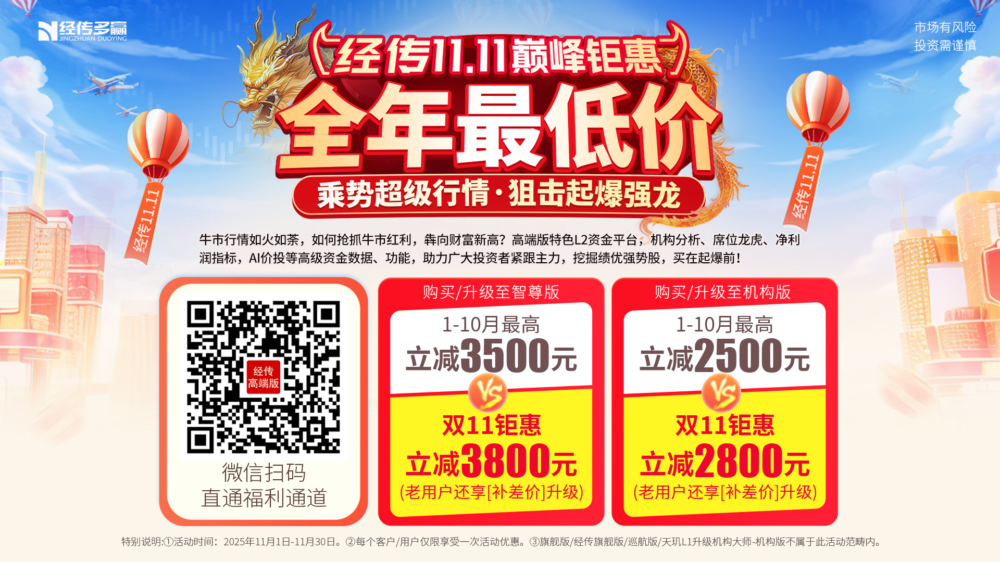 经传多赢
JINGZHUAN DUOYING
市场有风险
投资需谨慎
经传11.11巅峰钜惠
全年最低价
乘势超级行情·狙击起爆强龙
经传11.11
经传11.11
牛市行情如火如荼，如何抢抓牛市红利，犇向财富新高？高端版特色L2资金平台，机构分析、席位龙虎、净利
润指标，AI价投等高级资金数据、功能，助力广大投资者紧跟主力，挖掘绩优强势股，买在起爆前！
经传
高端版
微信扫码
直通福利通道
购买/升级至智尊版
1-10月最高
立减3500元
VS
双11钜惠
立减3800元
(老用户还享[补差价]升级)
购买/升级至机构版
1-10月最高
立减2500元
VS
双11钜惠
立减2800元
(老用户还享[补差价]升级)
特别说明:①活动时间：2025年11月1日-11月30日。②每个客户/用户仅限享受一次活动优惠。③旗舰版/经传旗舰版/巡航版/天玑L1升级机构大师-机构版不属于此活动范畴内。